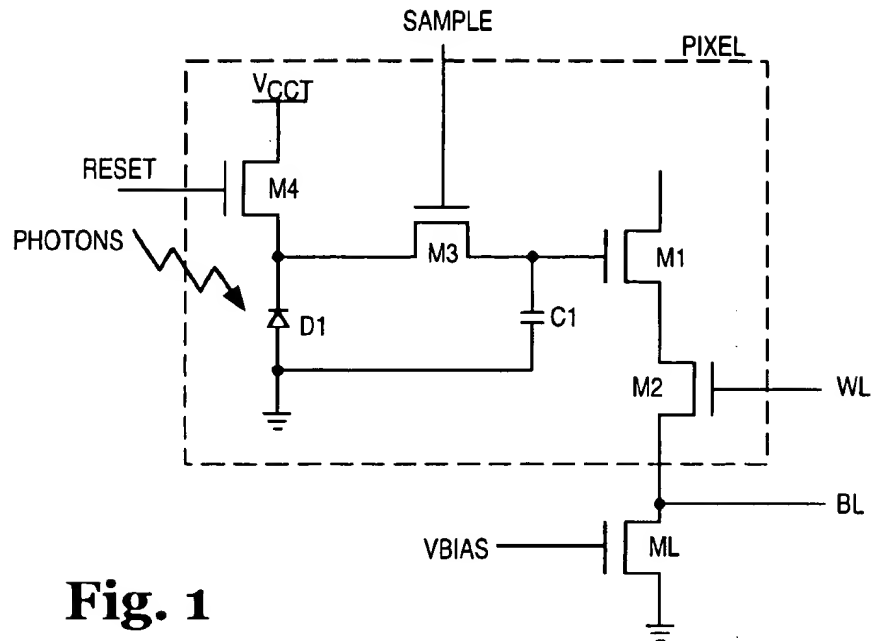 SAMPLE
PIXEL
VCCT
RESET
M4
PHOTONS
M3
M1
D1
C1
M2
WL
BL
VBIAS
ML
Fig. 1